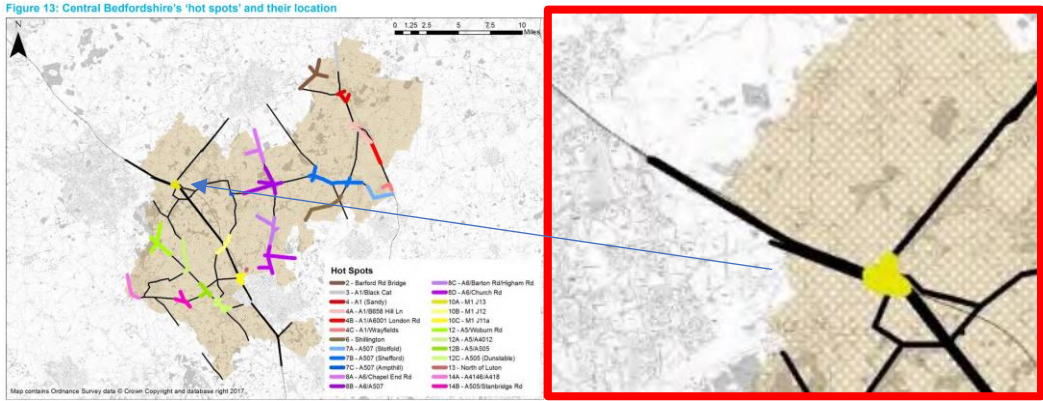 Figure 13: Central Bedfordshire's 'hot spots' and their location
N
0 1.25 2.5 5 7.5 10
Miles
Hot Spots
2 - Barford Rd Bridge
3 - A1/Black Cat
4 - A1 (Sandy)
4A - A1/B658 Hill Ln
4B - A1/A6001 London Rd
4C - A1/Wrayfields
6 - Shillington
7A - A507 (Stotfold)
7B - A507 (Shefford)
7C - A507 (Ampthill)
8A - A6/Chapel End Rd
8B - A6/A507
8C - A6/Barton Rd/Higham Rd
8D - A6/Church Rd
10A - M1 J13
10B - M1 J12
10C - M1 J11a
12 - A5/Woburn Rd
12A - A5/A4012
12B - A5/A505
12C - A505 (Dunstable)
13 - North of Luton
14A - A4146/A418
14B - A505/Stanbridge Rd
Map contains Ordnance Survey data © Crown Copyright and database right 2017